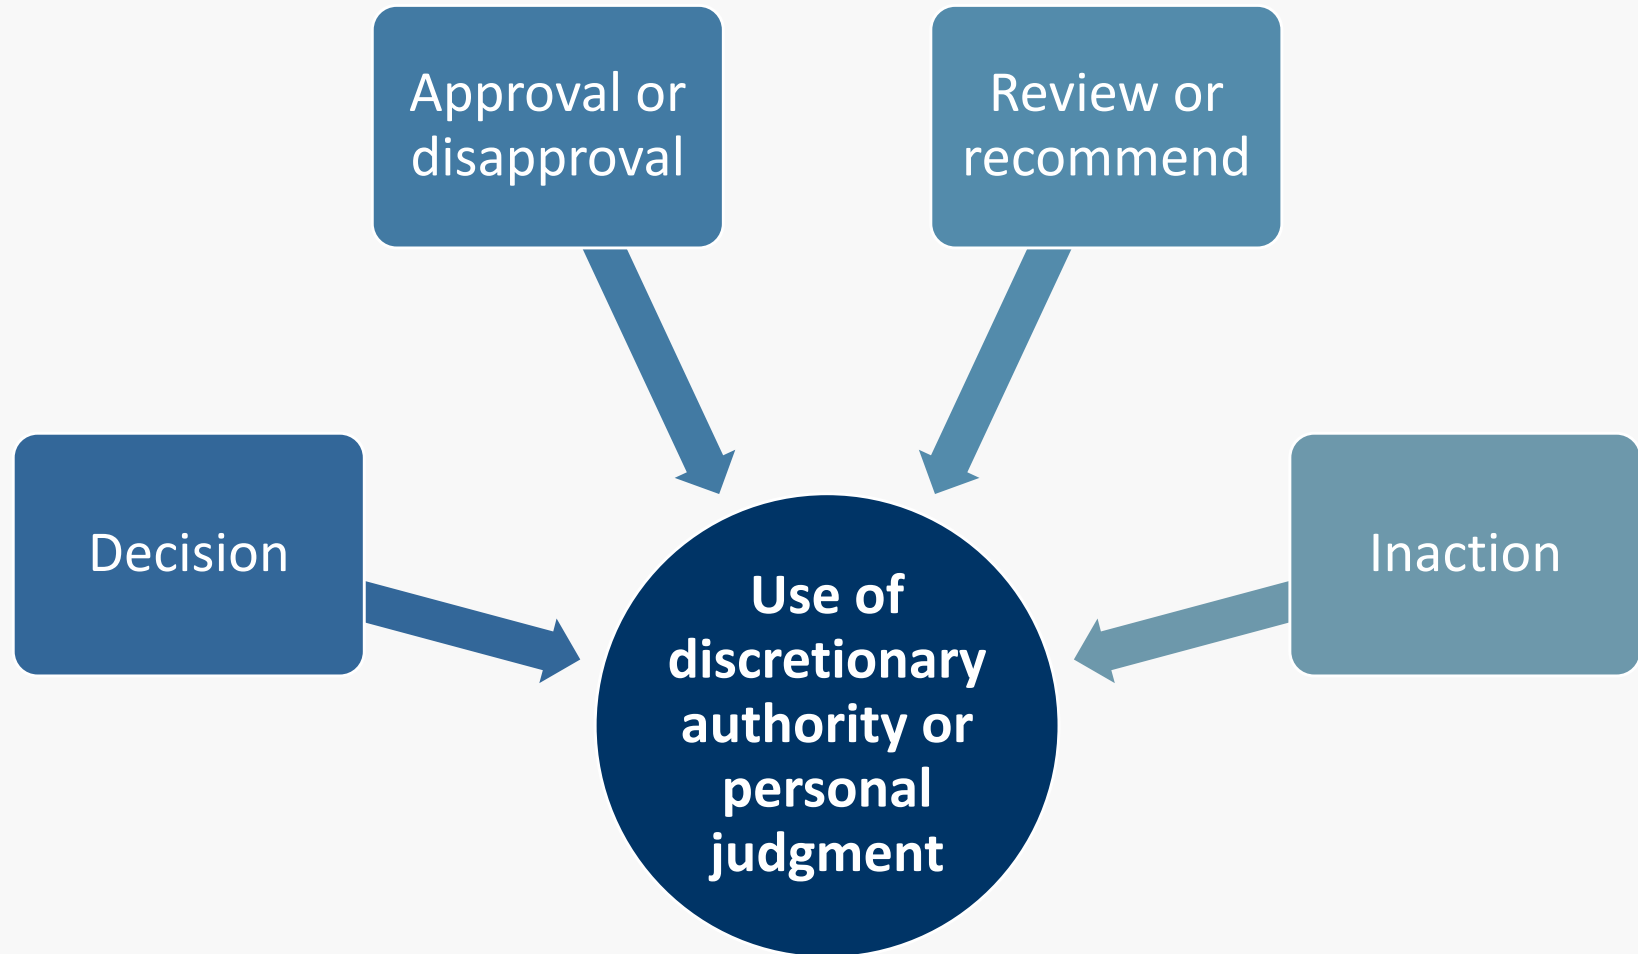 Approval or
disapproval
Review or
recommend
Decision
Inaction
Use of
discretionary
authority or
personal
judgment